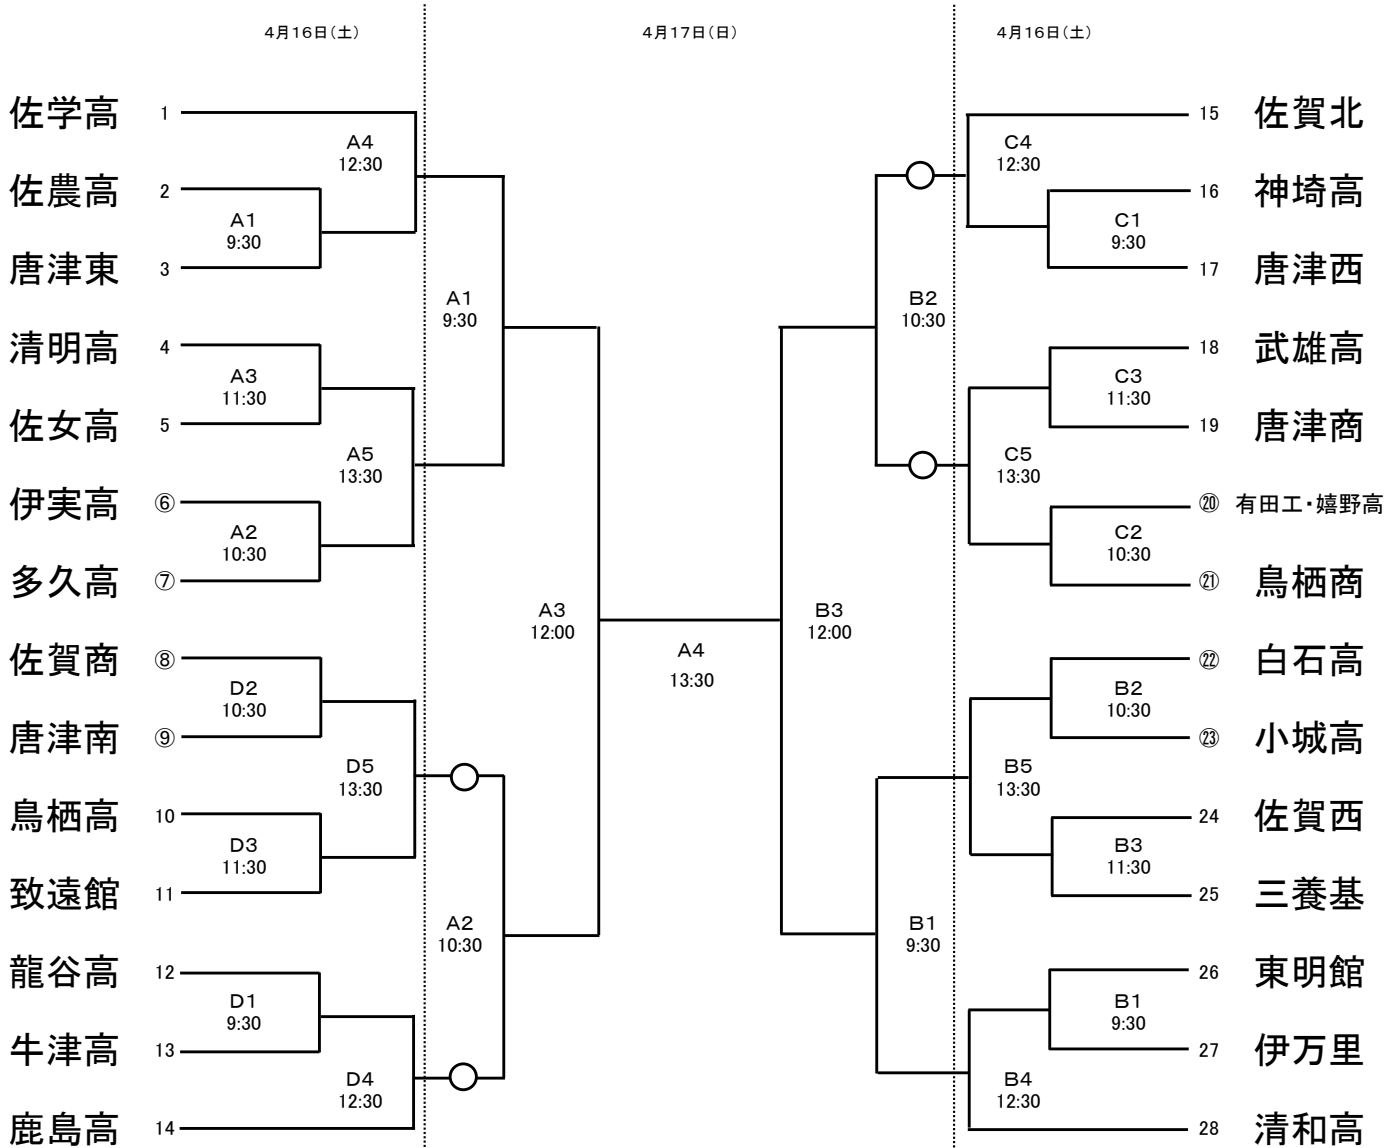 4月16日(土)
4月17日(日)
4月16日(土)
佐学高 1
佐農高 2
唐津東 3
清明高 4
佐女高 5
伊実高 ⑥
多久高 ⑦
佐賀商 ⑧
唐津南 ⑨
鳥栖高 10
致遠館 11
龍谷高 12
牛津高 13
鹿島高 14
A4
12:30
A1
9:30
A3
11:30
A5
13:30
A2
10:30
D2
10:30
D5
13:30
D3
11:30
D1
9:30
D4
12:30
A1
9:30
A2
10:30
A3
12:00
A4
13:30
B3
12:00
B2
10:30
B1
9:30
C4
12:30
C1
9:30
C3
11:30
C5
13:30
C2
10:30
B2
10:30
B5
13:30
B3
11:30
B1
9:30
B4
12:30
15 佐賀北
16 神埼高
17 唐津西
18 武雄高
19 唐津商
⑳ 有田工・嬉野高
㉑ 鳥栖商
㉒ 白石高
㉓ 小城高
24 佐賀西
25 三養基
26 東明館
27 伊万里
28 清和高